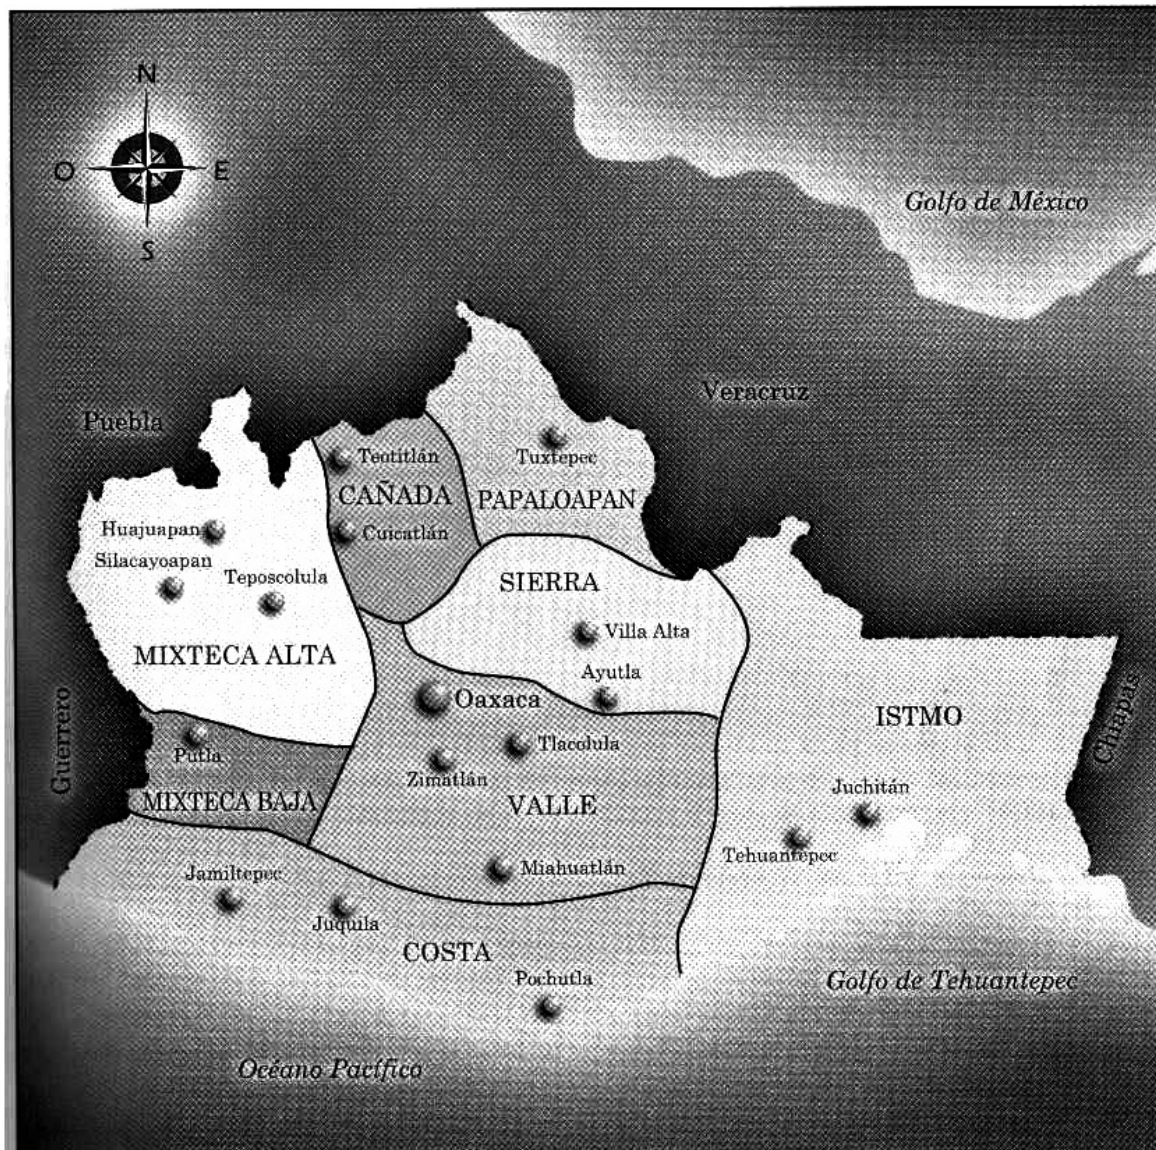 N
O
E
S
Golfo de México
Puebla
Veracruz
Teotitlán
Tuxtepec
CAÑADA
PAPALOAPAN
Huajuapan
Cuicatlán
Silacayoapan
Teposcolula
SIERRA
Villa Alta
MIXTECA ALTA
Ayutla
Oaxaca
Guerrero
ISTMO
Chiapas
Putla
Tlacolula
Zimatlán
MIXTECA BAJA
VALLE
Juchitán
Tehuantepec
Miahuatlán
Jamiltepec
Juquila
COSTA
Pochutla
Golfo de Tehuantepec
Océano Pacífico